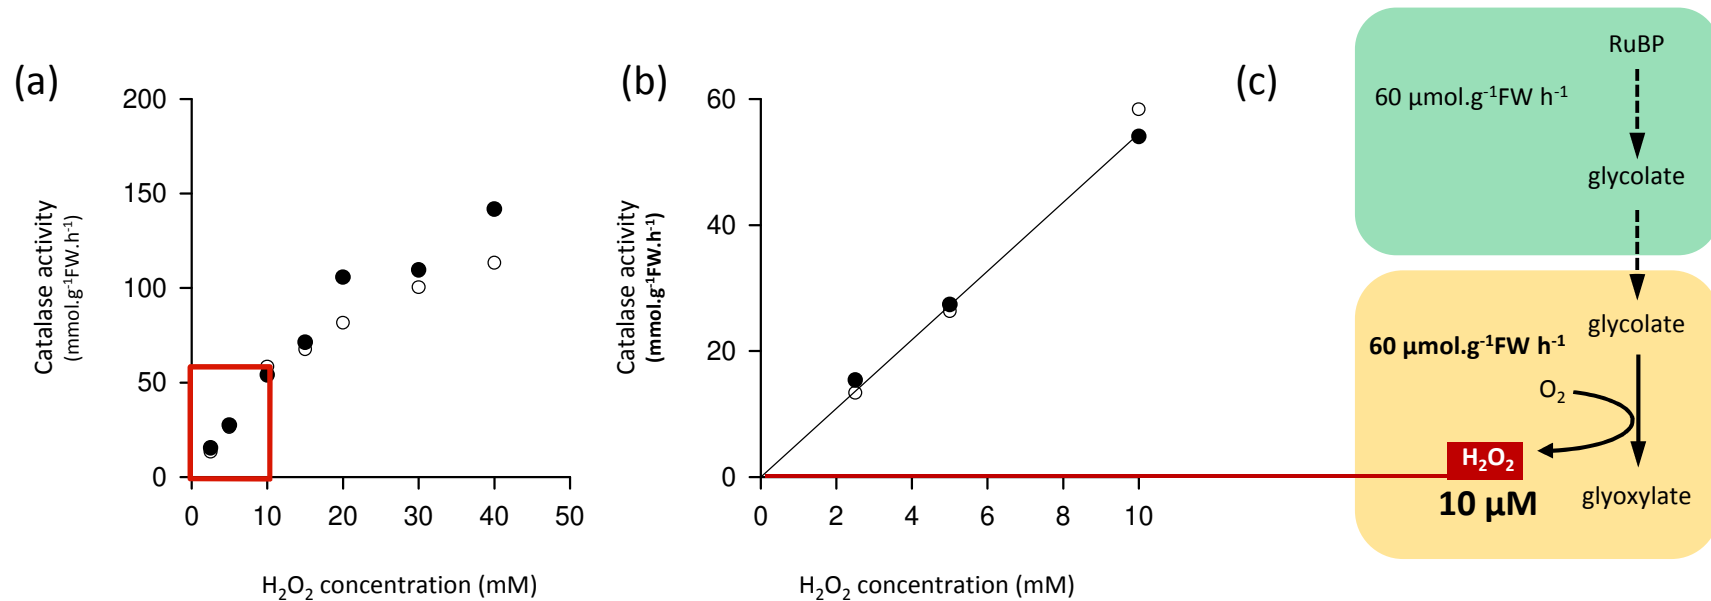 (a)
200
150
100
50
0
0 10 20 30 40 50
Catalase activity
(mmol.g⁻¹FW.h⁻¹)
H₂O₂ concentration (mM)
(b)
60
40
20
0
0 2 4 6 8 10
Catalase activity
(mmol.g⁻¹FW.h⁻¹)
H₂O₂ concentration (mM)
(c)
RuBP
60 µmol.g⁻¹FW h⁻¹
glycolate
glycolate
60 µmol.g⁻¹FW h⁻¹
O₂
H₂O₂
10 µM
glyoxylate